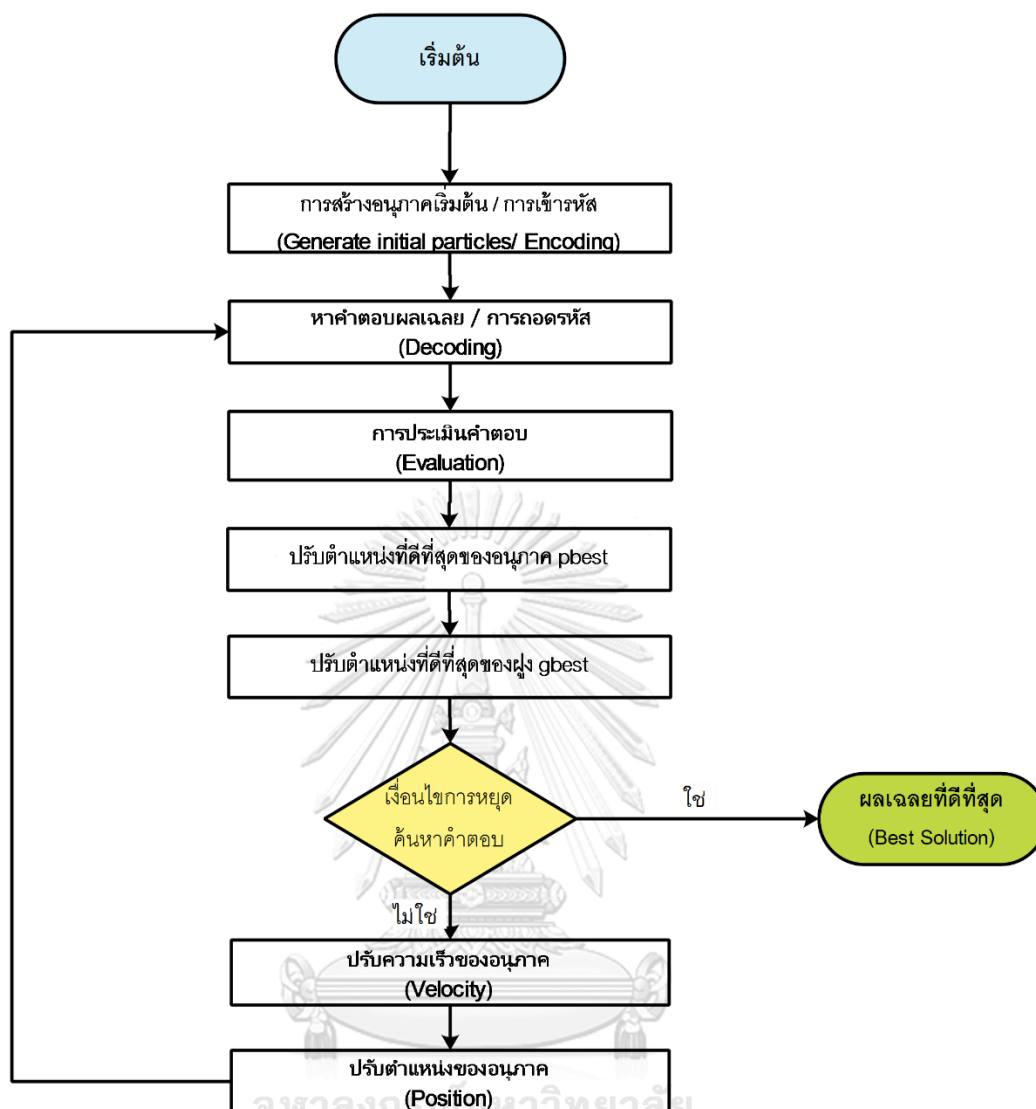 เริ่มต้น
การสร้างอนุภาคเริ่มต้น / การเข้ารหัส
(Generate initial particles/ Encoding)
หาคำตอบผลเฉลย / การถอดรหัส
(Decoding)
การประเมินคำตอบ
(Evaluation)
ปรับตำแหน่งที่ดีที่สุดของอนุภาค pbest
ปรับตำแหน่งที่ดีที่สุดของฝูง gbest
เงื่อนไขการหยุด
ค้นหาคำตอบ
ใช่
ผลเฉลยที่ดีที่สุด
(Best Solution)
ไม่ใช่
ปรับความเร็วของอนุภาค
(Velocity)
ปรับตำแหน่งของอนุภาค
(Position)